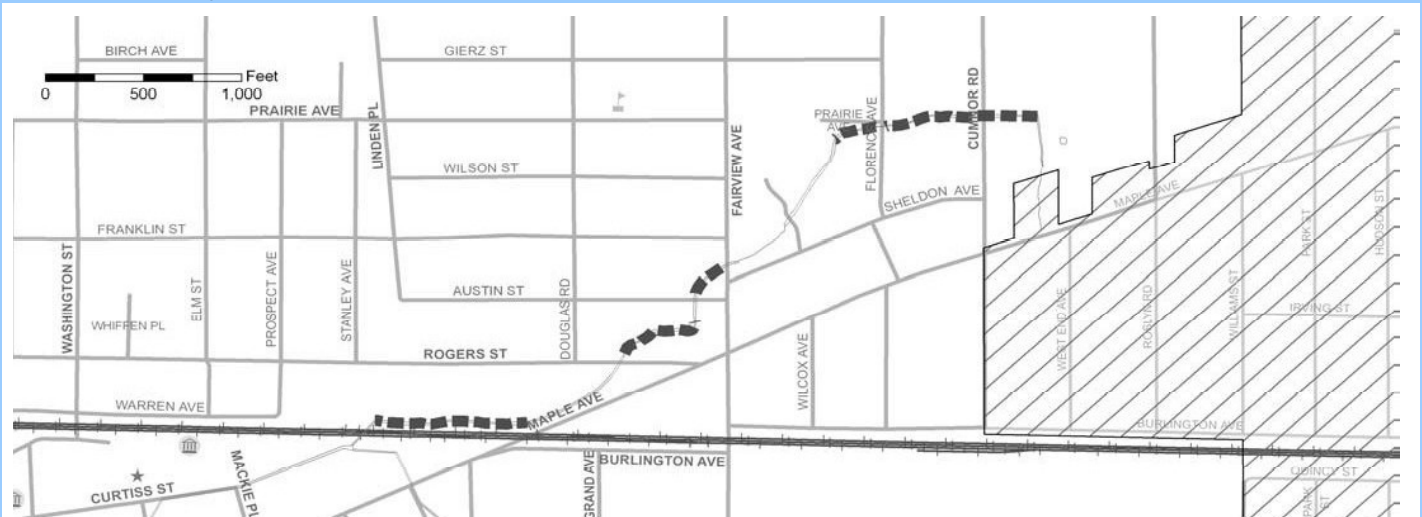 BIRCH AVE
GIERZ ST
Feet
0 500 1,000
PRAIRIE AVE
LINDEN PL
WILSON ST
FRANKLIN ST
WASHINGTON ST
ELM ST
PROSPECT AVE
STANLEY AVE
AUSTIN ST
DOUGLAS RD
WHIFFEN PL
ROGERS ST
WARREN AVE
MAPLE AVE
CURTISS ST
MACKIE PL
BURLINGTON AVE
GRAND AVE
FAIRVIEW AVE
PRAIRIE
AVE
FLORENCE AVE
CUMNOR RD
SHELDON AVE
WILCOX AVE
MAPLE AVE
WEST END AVE
ROSLYN RD
WILLIAMS ST
PARK ST
HUDSON ST
IRVING ST
BURLINGTON AVE
QUINCY ST
PARK
ST